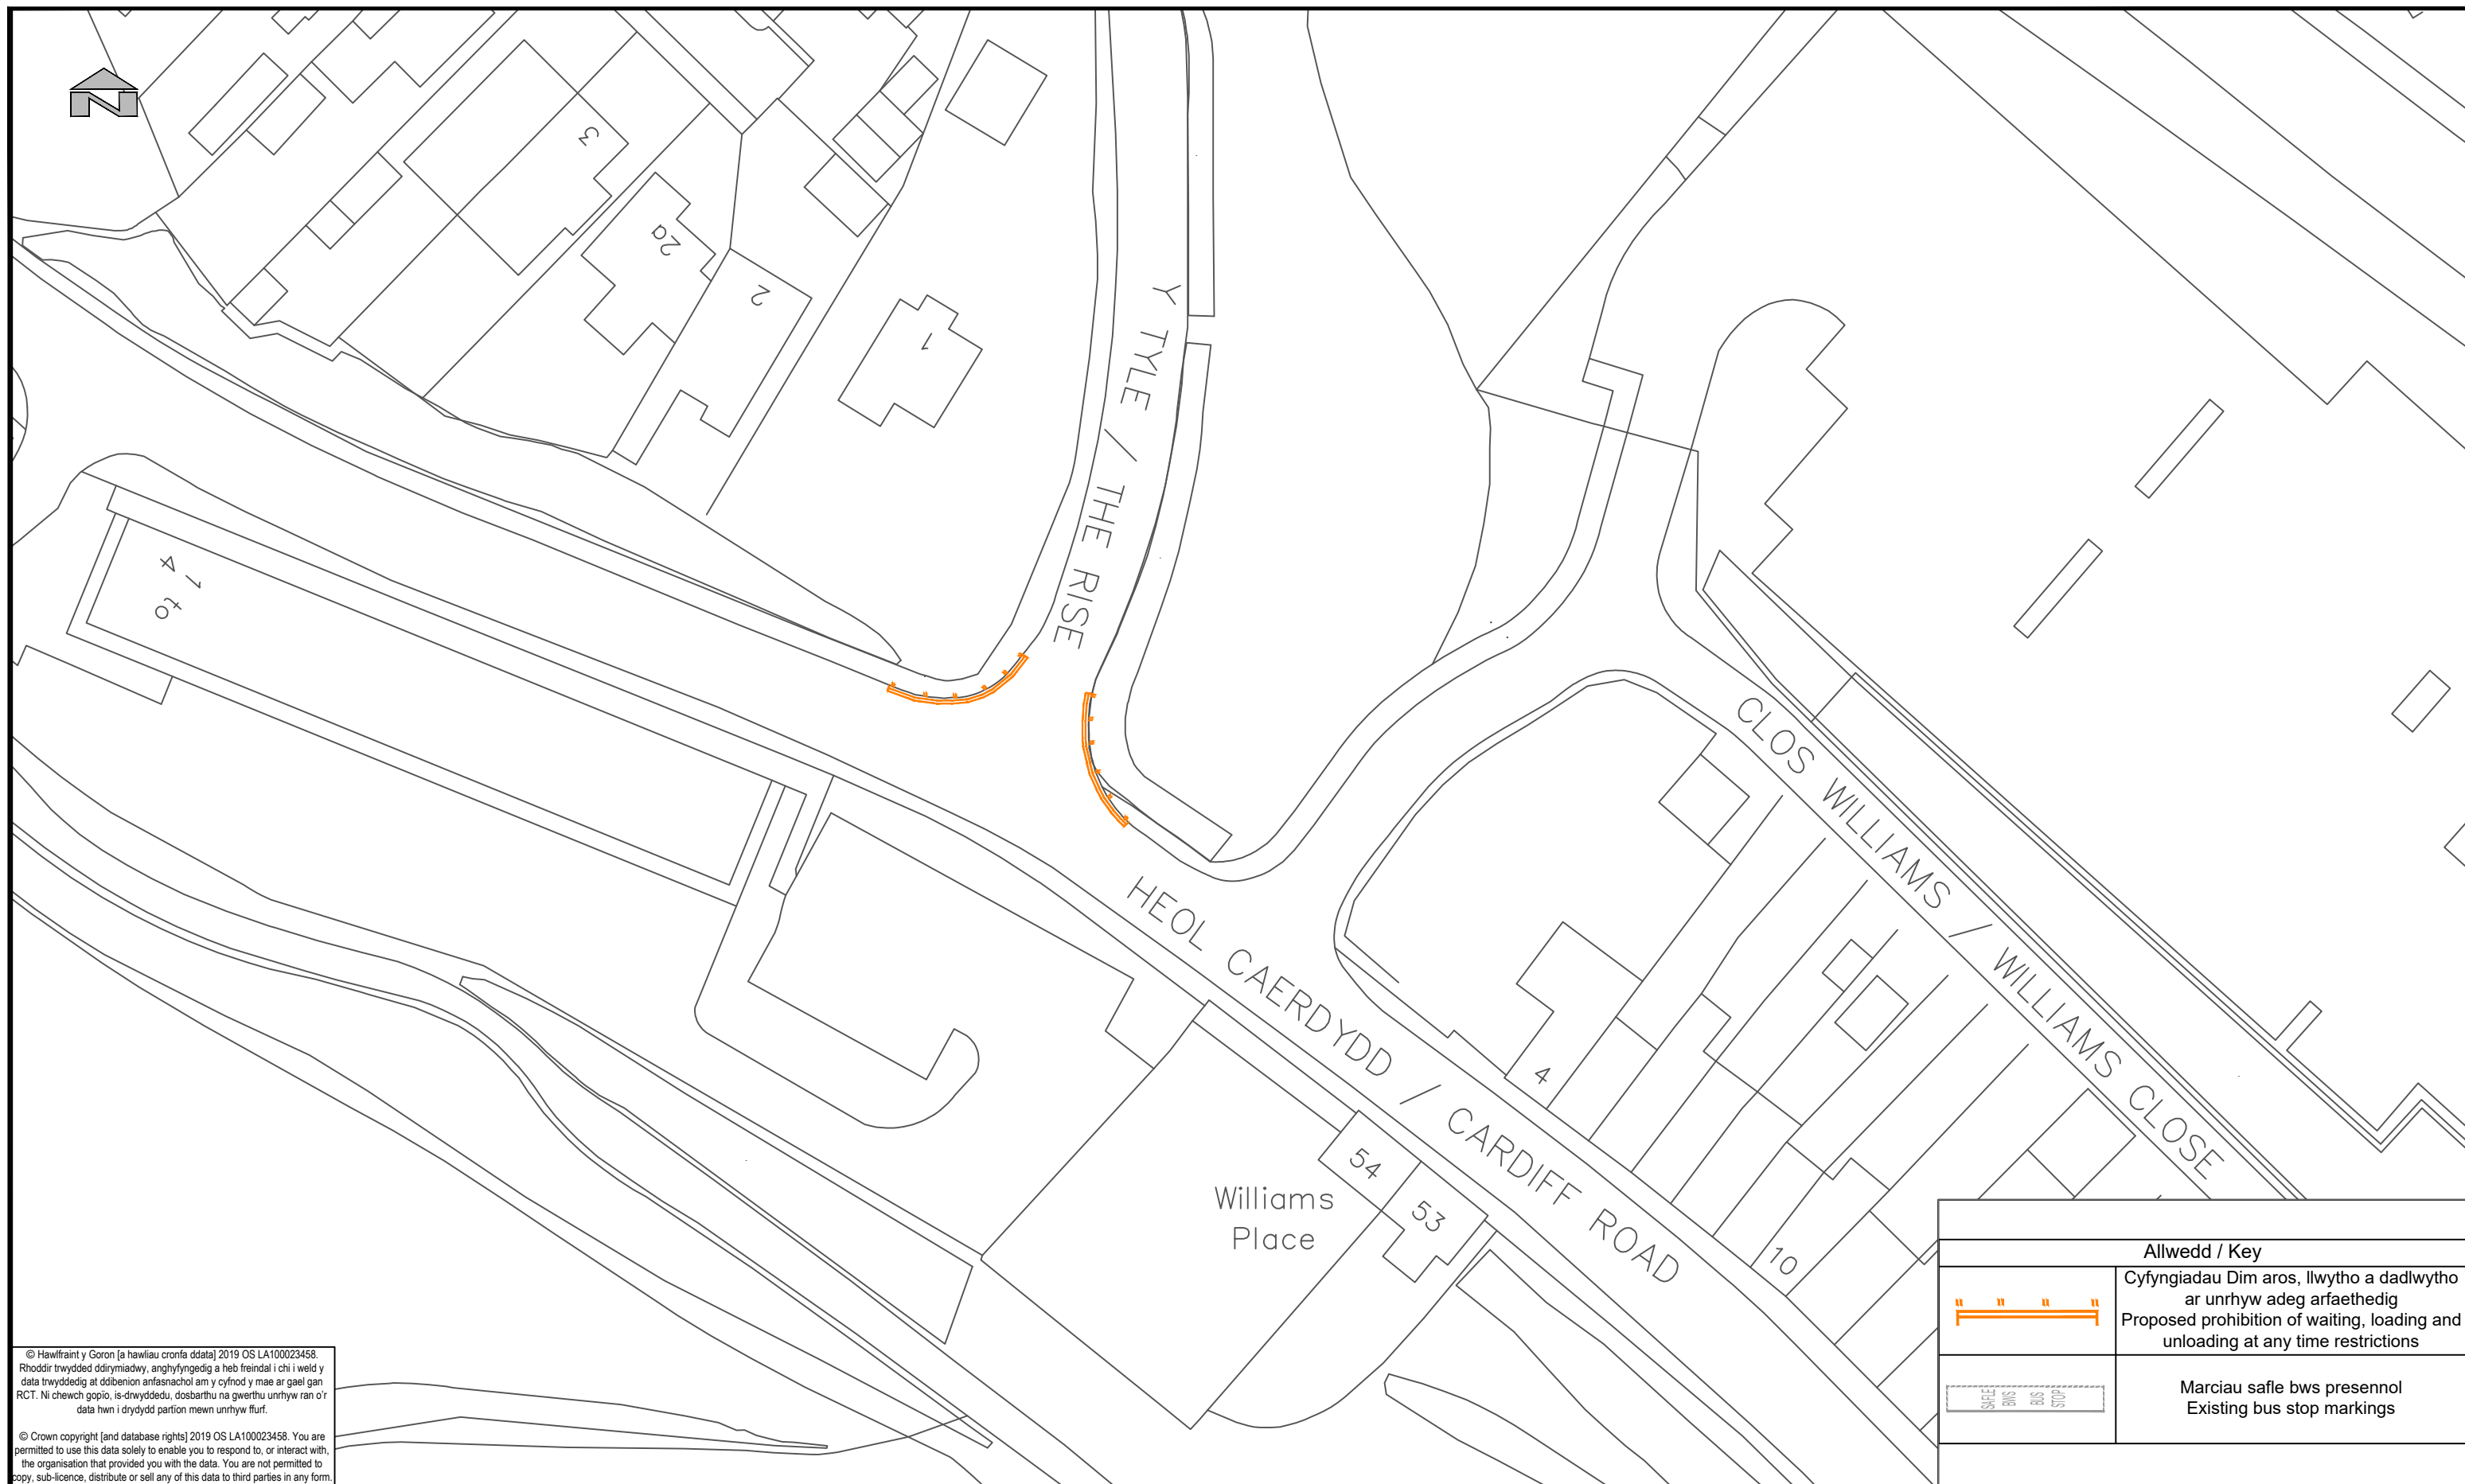 N
3
2a
2
1
Y TYLE / THE RISE
1 to 4
CLOS WILLIAMS / WILLIAMS CLOSE
HEOL CAERDYDD / CARDIFF ROAD
4
54
53
10
Williams
Place
Allwedd / Key
Cyfyngiadau Dim aros, llwytho a dadlwytho
ar unrhyw adeg arfaethedig
Proposed prohibition of waiting, loading and
unloading at any time restrictions
SAFLE
BWS
BUS
STOP
Marciau safle bws presennol
Existing bus stop markings
© Hawlfraint y Goron [a hawliau cronfa ddata] 2019 OS LA100023458.
Rhoddir trwydded ddirymiadwy, anghyfyngedig a heb freindal i chi i weld y
data trwyddedig at ddibenion anfasnachol am y cyfnod y mae ar gael gan
RCT. Ni chewch gopïo, is-drwyddedu, dosbarthu na gwerthu unrhyw ran o'r
data hwn i drydydd partïon mewn unrhyw ffurf.
© Crown copyright [and database rights] 2019 OS LA100023458. You are
permitted to use this data solely to enable you to respond to, or interact with,
the organisation that provided you with the data. You are not permitted to
copy, sub-licence, distribute or sell any of this data to third parties in any form.